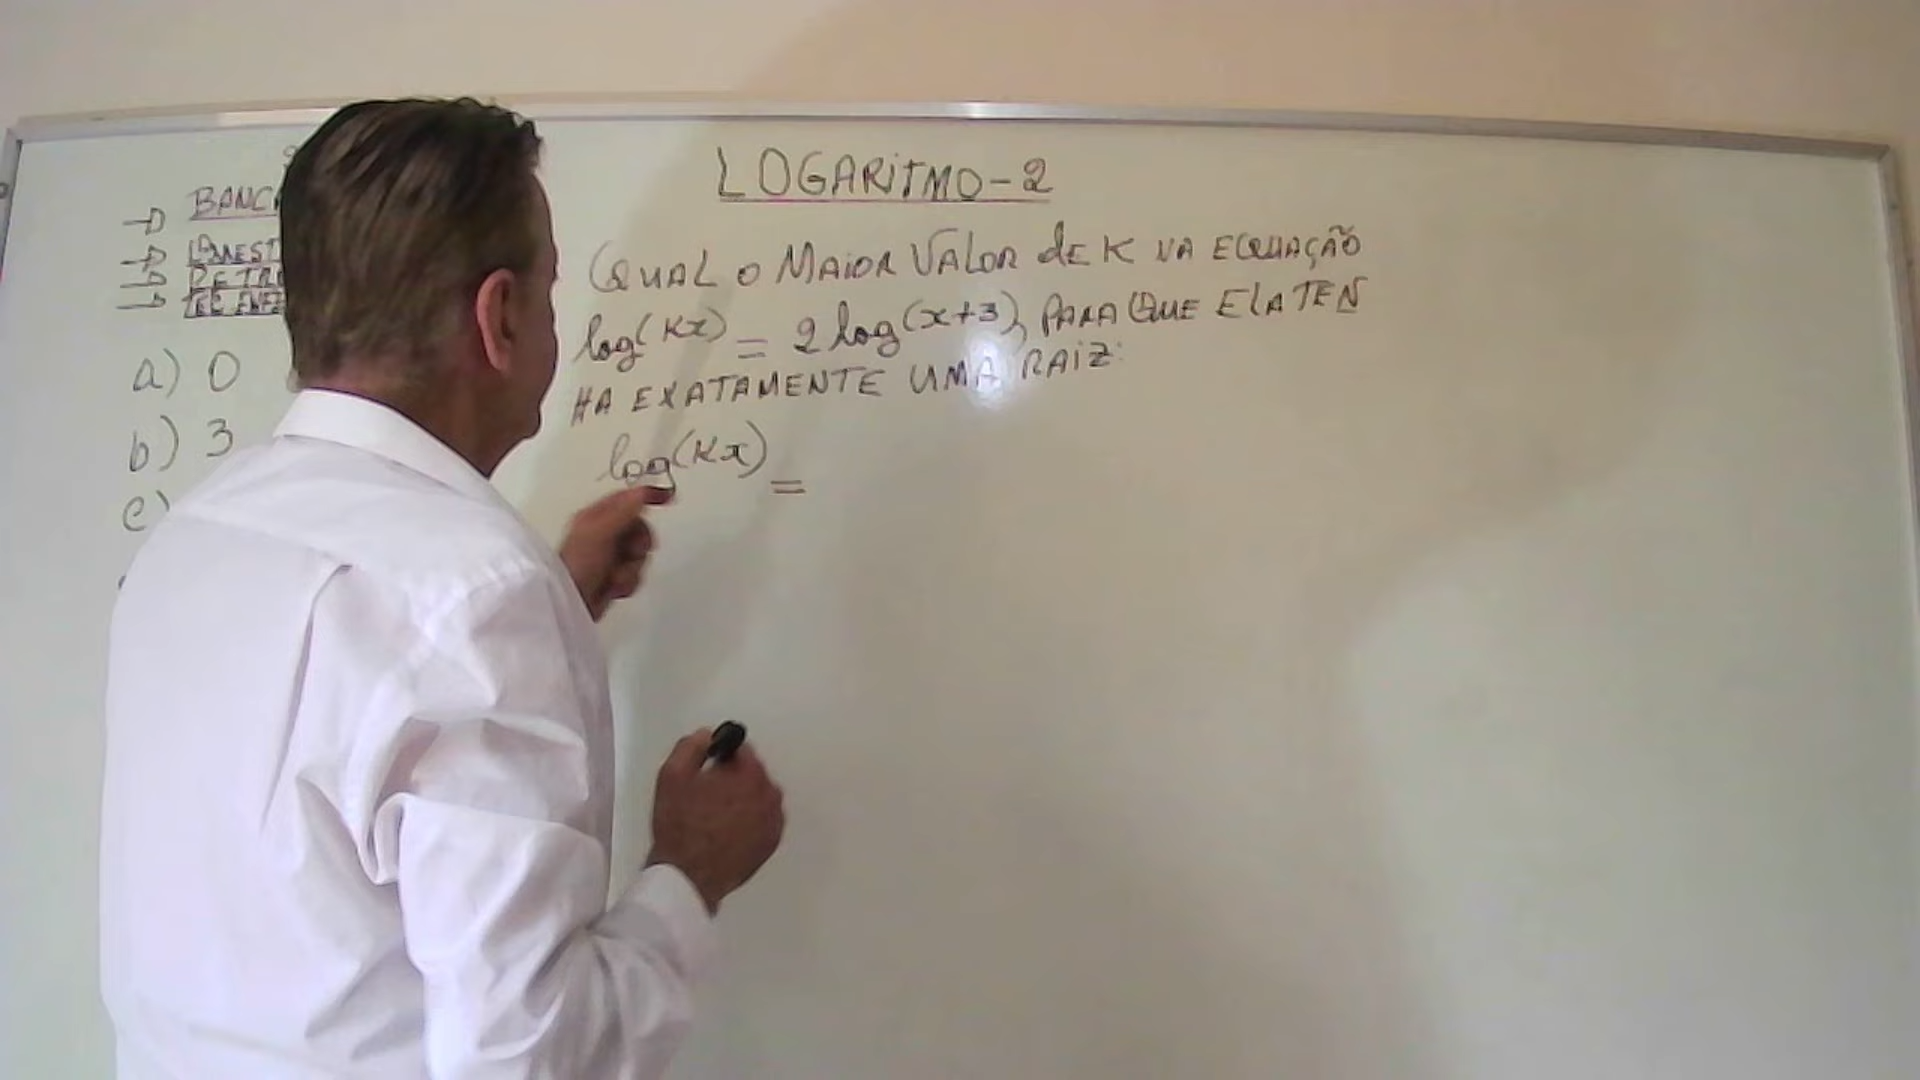 LOGARITMO-2
QUAL O MAIOR VALOR dE K NA EQUAÇÃO
log(Kx) = 2 log(x+3), PARA QUE ELA TEN
HA EXATAMENTE UMA RAIZ:
log(Kx) =
a) 0
b) 3
c)